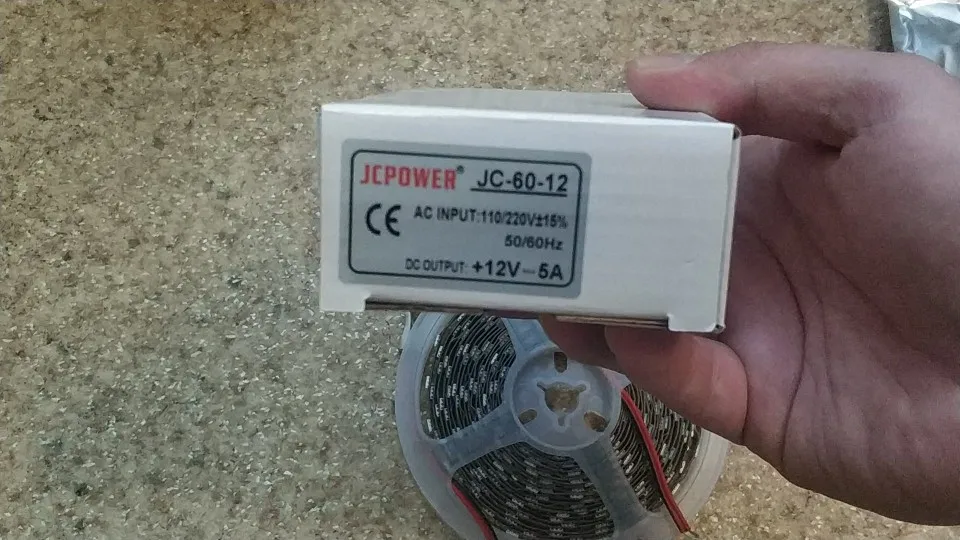 JCPOWER® JC-60-12
CE AC INPUT:110/220V±15%
50/60Hz
DC OUTPUT: +12V⎓5A